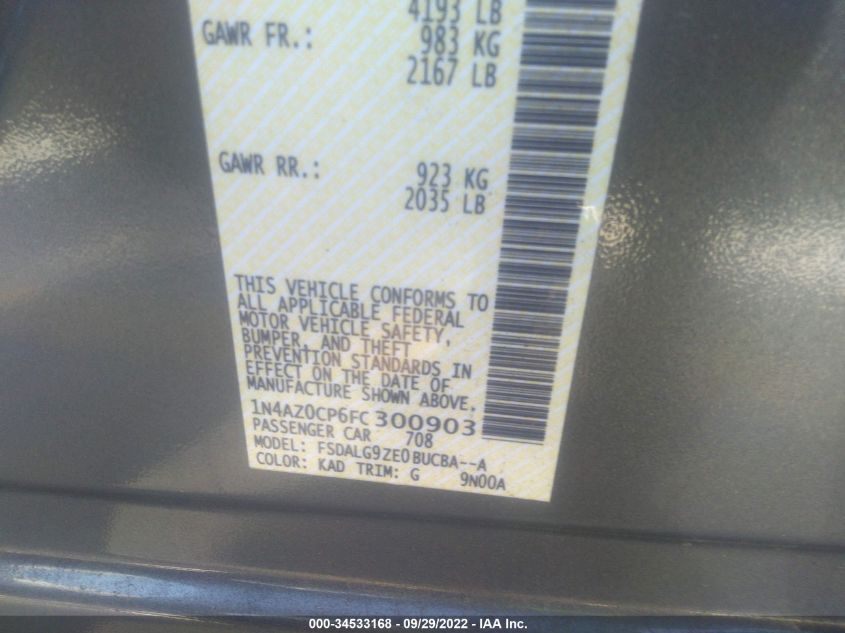 4193 LB
GAWR FR.: 983 KG
2167 LB
GAWR RR.: 923 KG
2035 LB
THIS VEHICLE CONFORMS TO
ALL APPLICABLE FEDERAL
MOTOR VEHICLE SAFETY,
BUMPER, AND THEFT
PREVENTION STANDARDS IN
EFFECT ON THE DATE OF
MANUFACTURE SHOWN ABOVE.
1N4AZ0CP6FC300903
PASSENGER CAR 708
MODEL: FSDALG9ZE0BUCBA--A
COLOR: KAD TRIM: G 9N00A
000-34533168 - 09/29/2022 - IAA Inc.